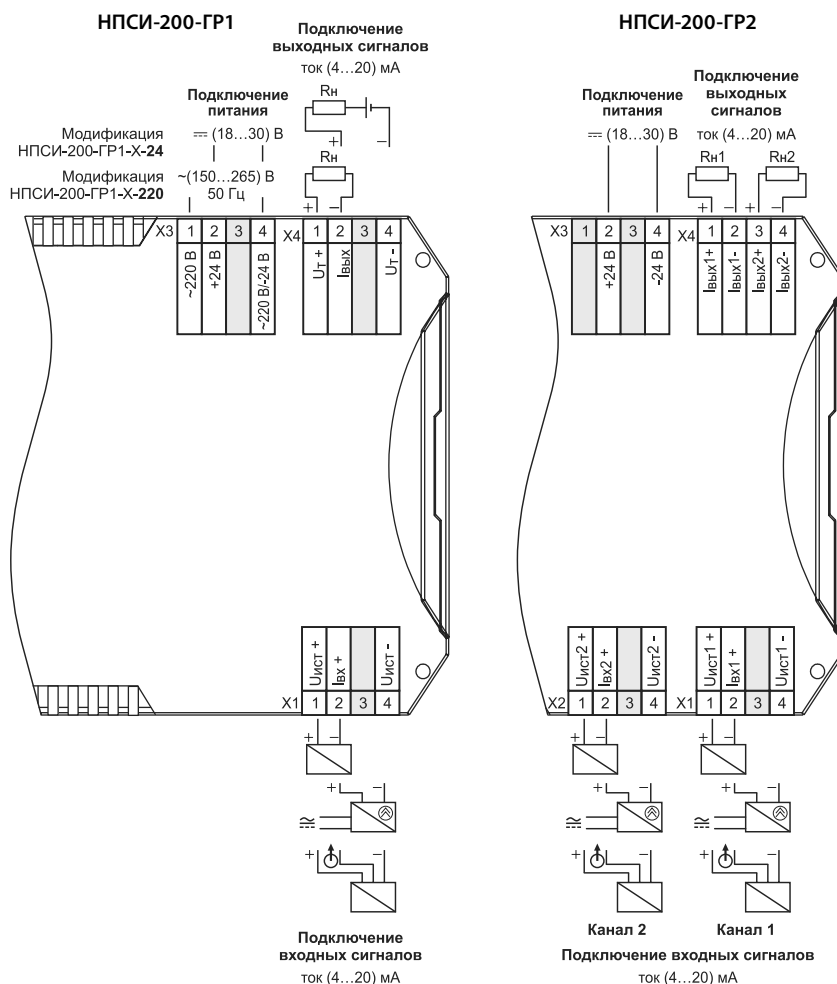 НПСИ-200-ГР1
Подключение
выходных сигналов
ток (4...20) мА
Rн
+ –
Подключение
питания
Модификация
НПСИ-200-ГР1-Х-24
⎓ (18...30) В
Модификация
НПСИ-200-ГР1-Х-220
~(150...265) В
50 Гц
Rн
+ –
X3 1 2 3 4
~220 В
+24 В
~220 В/-24 В
X4 1 2 3 4
Uт +
Iвых
Uт -
Uист +
Iвх +
Uист -
X1 1 2 3 4
+ –
+ –
+ –
Подключение
входных сигналов
ток (4...20) мА
НПСИ-200-ГР2
Подключение
питания
⎓ (18...30) В
Подключение
выходных
сигналов
ток (4...20) мА
Rн1 Rн2
+ – + –
X3 1 2 3 4
+24 В
-24 В
X4 1 2 3 4
Iвых1+
Iвых1-
Iвых2+
Iвых2-
Uист2 +
Iвх2 +
Uист2 -
X2 1 2 3 4
Uист1 +
Iвх1 +
Uист1 -
X1 1 2 3 4
+ – + –
+ – + –
+ – + –
Канал 2 Канал 1
Подключение входных сигналов
ток (4...20) мА